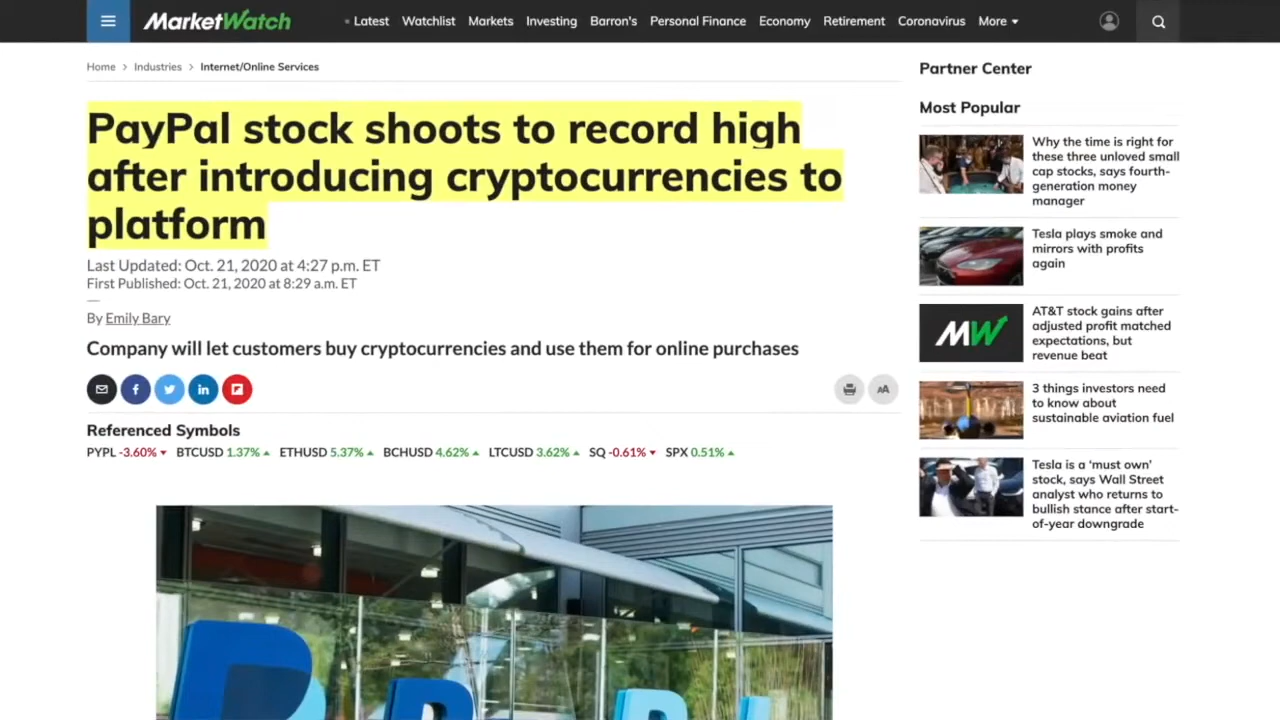 MarketWatch
Latest Watchlist Markets Investing Barron's Personal Finance Economy Retirement Coronavirus More
Home > Industries > Internet/Online Services
PayPal stock shoots to record high
after introducing cryptocurrencies to
platform
Last Updated: Oct. 21, 2020 at 4:27 p.m. ET
First Published: Oct. 21, 2020 at 8:29 a.m. ET
By Emily Bary
Company will let customers buy cryptocurrencies and use them for online purchases
AA
Referenced Symbols
PYPL -3.60% BTCUSD 1.37% ETHUSD 5.37% BCHUSD 4.62% LTCUSD 3.62% SQ -0.61% SPX 0.51%
Partner Center
Most Popular
Why the time is right for
these three unloved small
cap stocks, says fourth-
generation money
manager
Tesla plays smoke and
mirrors with profits
again
MW
AT&T stock gains after
adjusted profit matched
expectations, but
revenue beat
3 things investors need
to know about
sustainable aviation fuel
Tesla is a ‘must own’
stock, says Wall Street
analyst who returns to
bullish stance after start-
of-year downgrade